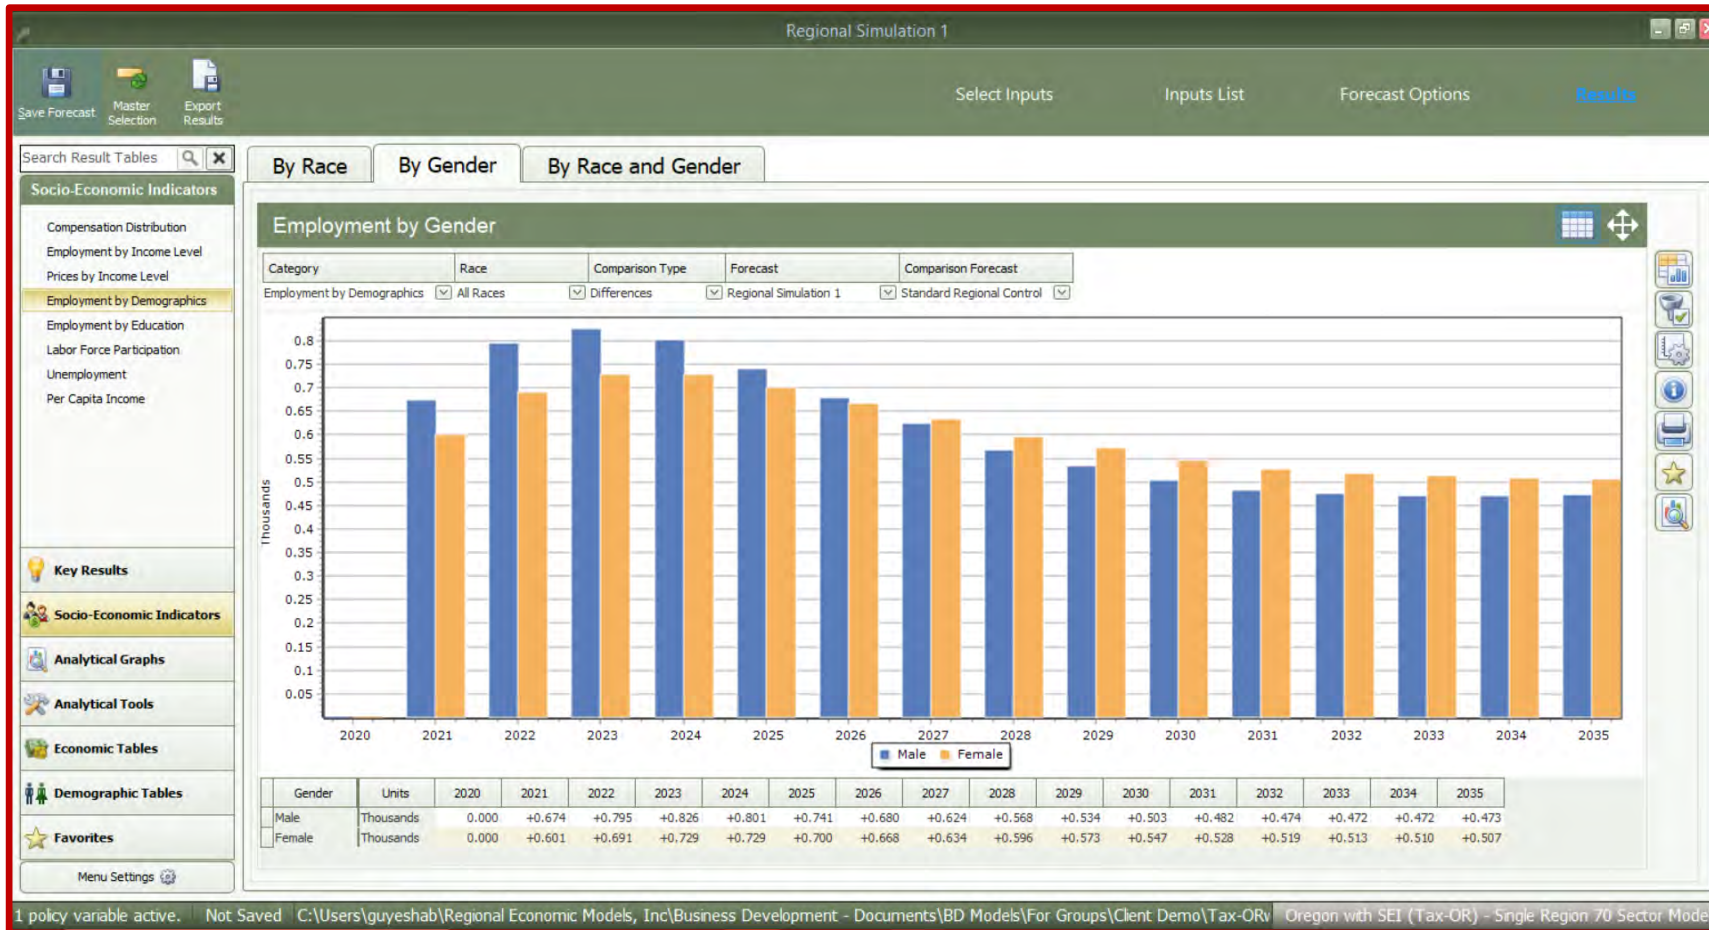 Regional Simulation 1
Save Forecast
Master Selection
Export Results
Select Inputs
Inputs List
Forecast Options
Results
Search Result Tables
Socio-Economic Indicators
Compensation Distribution
Employment by Income Level
Prices by Income Level
Employment by Demographics
Employment by Education
Labor Force Participation
Unemployment
Per Capita Income
Key Results
Socio-Economic Indicators
Analytical Graphs
Analytical Tools
Economic Tables
Demographic Tables
Favorites
Menu Settings
By Race
By Gender
By Race and Gender
Employment by Gender
Category Race Comparison Type Forecast Comparison Forecast
Employment by Demographics All Races Differences Regional Simulation 1 Standard Regional Control
Thousands
0.8
0.75
0.7
0.65
0.6
0.55
0.5
0.45
0.4
0.35
0.3
0.25
0.2
0.15
0.1
0.05
2020 2021 2022 2023 2024 2025 2026 2027 2028 2029 2030 2031 2032 2033 2034 2035
Male Female
Gender Units 2020 2021 2022 2023 2024 2025 2026 2027 2028 2029 2030 2031 2032 2033 2034 2035
Male Thousands 0.000 +0.674 +0.795 +0.826 +0.801 +0.741 +0.680 +0.624 +0.568 +0.534 +0.503 +0.482 +0.474 +0.472 +0.472 +0.473
Female Thousands 0.000 +0.601 +0.691 +0.729 +0.729 +0.700 +0.668 +0.634 +0.596 +0.573 +0.547 +0.528 +0.519 +0.513 +0.510 +0.507
1 policy variable active. Not Saved C:\Users\guyeshab\Regional Economic Models, Inc\Business Development - Documents\BD Models\For Groups\Client Demo\Tax-ORv Oregon with SEI (Tax-OR) - Single Region 70 Sector Mode